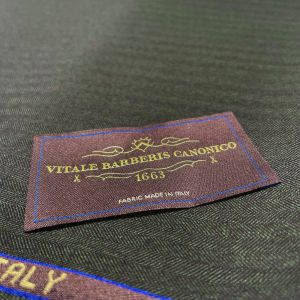 VITALE BARBERIS CANONICO
1663
FABRIC MADE IN ITALY
ITALY